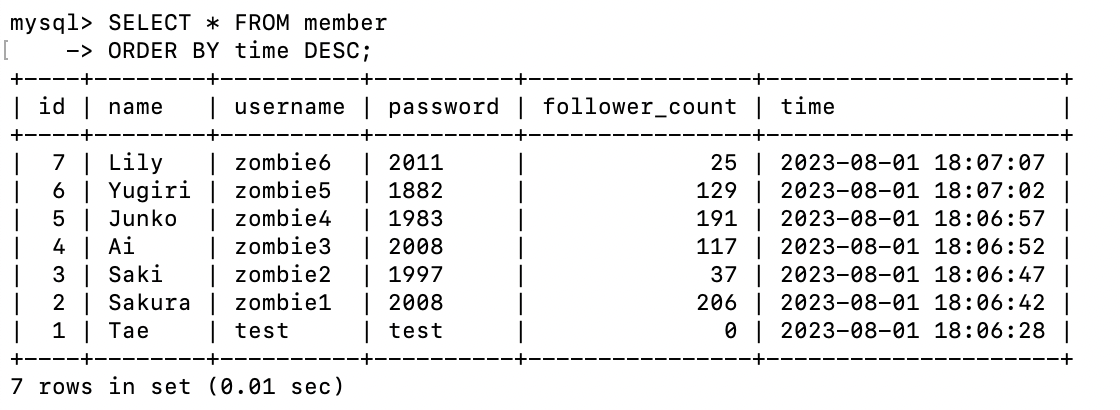 mysql> SELECT * FROM member
[    -> ORDER BY time DESC;
+----+--------+----------+----------+----------------+---------------------+
| id | name   | username | password | follower_count | time                |
+----+--------+----------+----------+----------------+---------------------+
|  7 | Lily   | zombie6  | 2011     |             25 | 2023-08-01 18:07:07 |
|  6 | Yugiri | zombie5  | 1882     |            129 | 2023-08-01 18:07:02 |
|  5 | Junko  | zombie4  | 1983     |            191 | 2023-08-01 18:06:57 |
|  4 | Ai     | zombie3  | 2008     |            117 | 2023-08-01 18:06:52 |
|  3 | Saki   | zombie2  | 1997     |             37 | 2023-08-01 18:06:47 |
|  2 | Sakura | zombie1  | 2008     |            206 | 2023-08-01 18:06:42 |
|  1 | Tae    | test     | test     |              0 | 2023-08-01 18:06:28 |
+----+--------+----------+----------+----------------+---------------------+
7 rows in set (0.01 sec)